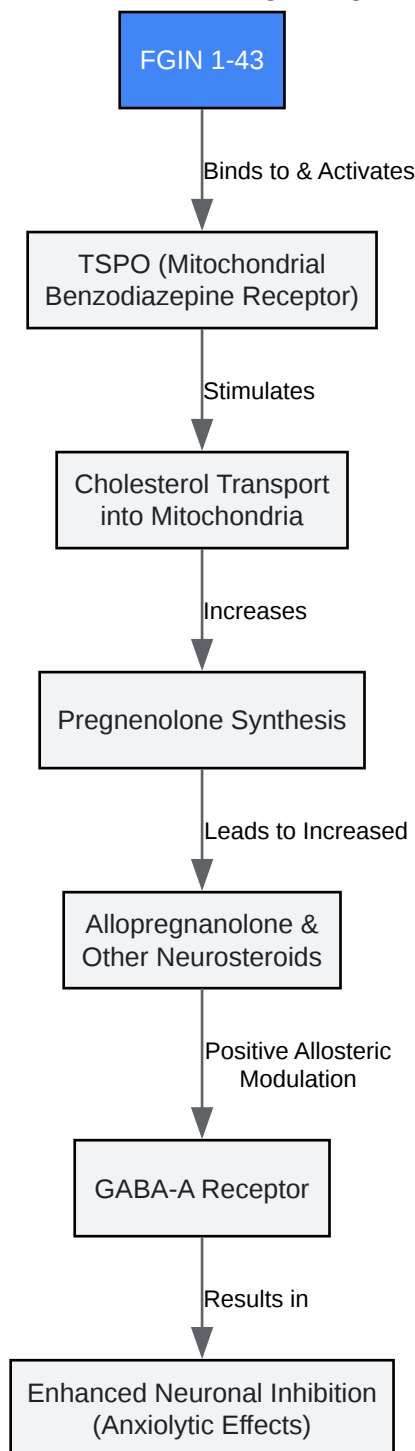 FGIN 1-43
Binds to & Activates
TSPO (Mitochondrial
Benzodiazepine Receptor)
Stimulates
Cholesterol Transport
into Mitochondria
Increases
Pregnenolone Synthesis
Leads to Increased
Allopregnanolone &
Other Neurosteroids
Positive Allosteric
Modulation
GABA-A Receptor
Results in
Enhanced Neuronal Inhibition
(Anxiolytic Effects)